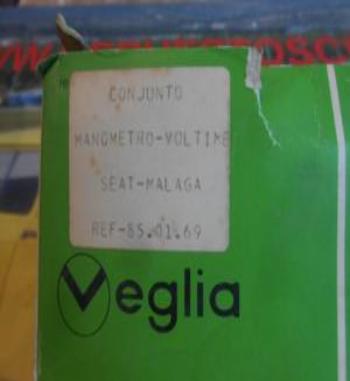 CONJUNTO
MANOMETRO-VOLTIME
SEAT-MALAGA
REF-85.01.69
Veglia